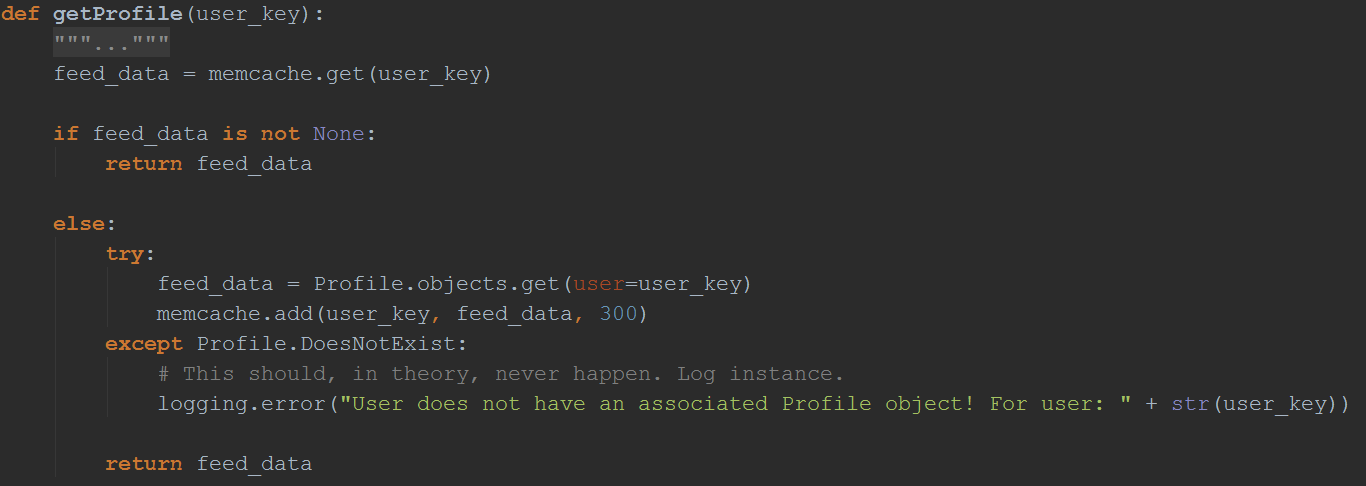 def getProfile(user_key):
    """..."""
    feed_data = memcache.get(user_key)
    if feed_data is not None:
        return feed_data
    else:
        try:
            feed_data = Profile.objects.get(user=user_key)
            memcache.add(user_key, feed_data, 300)
        except Profile.DoesNotExist:
            # This should, in theory, never happen. Log instance.
            logging.error("User does not have an associated Profile object! For user: " + str(user_key))
        return feed_data